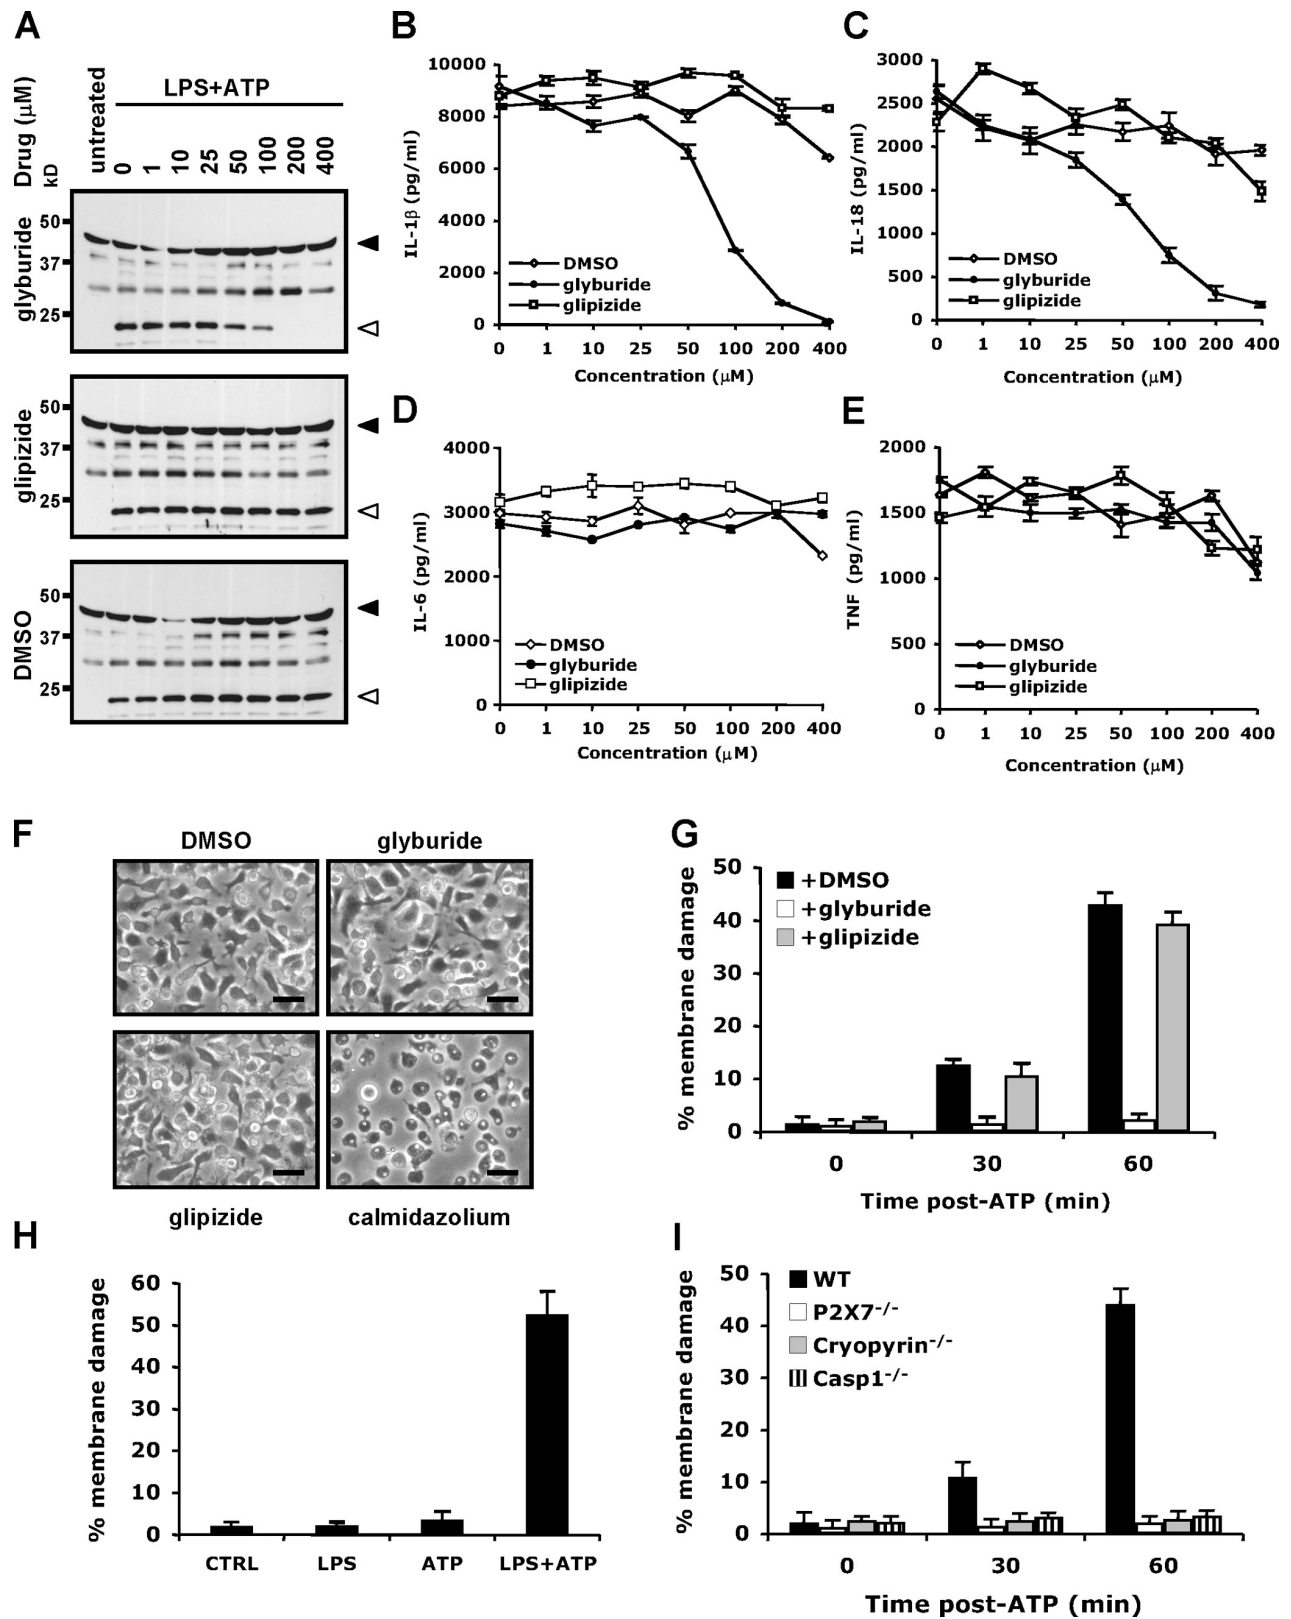 A
Drug (μM)
kD
untreated
LPS+ATP
0 1 10 25 50 100 200 400
glyburide
50
37
25
glipizide
50
37
25
DMSO
50
37
25
B
IL-1β (pg/ml)
10000
8000
6000
4000
2000
0
DMSO
glyburide
glipizide
0 1 10 25 50 100 200 400
Concentration (μM)
C
IL-18 (pg/ml)
3000
2500
2000
1500
1000
500
0
DMSO
glyburide
glipizide
0 1 10 25 50 100 200 400
Concentration (μM)
D
IL-6 (pg/ml)
4000
3000
2000
1000
0
DMSO
glyburide
glipizide
0 1 10 25 50 100 200 400
Concentration (μM)
E
TNF (pg/ml)
2000
1500
1000
500
0
DMSO
glyburide
glipizide
0 1 10 25 50 100 200 400
Concentration (μM)
F
DMSO glyburide
glipizide calmidazolium
G
% membrane damage
50
40
30
20
10
0
+DMSO
+glyburide
+glipizide
0 30 60
Time post-ATP (min)
H
% membrane damage
60
50
40
30
20
10
0
CTRL LPS ATP LPS+ATP
I
% membrane damage
50
40
30
20
10
0
WT
P2X7-/-
Cryopyrin-/-
Casp1-/-
0 30 60
Time post-ATP (min)